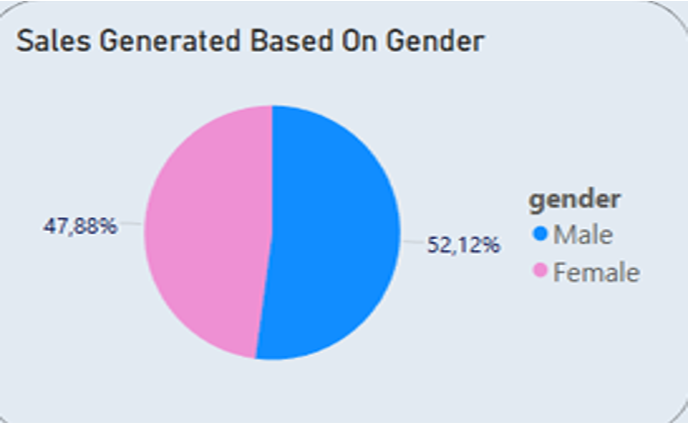 Sales Generated Based On Gender
47,88%
52,12%
gender
Male
Female